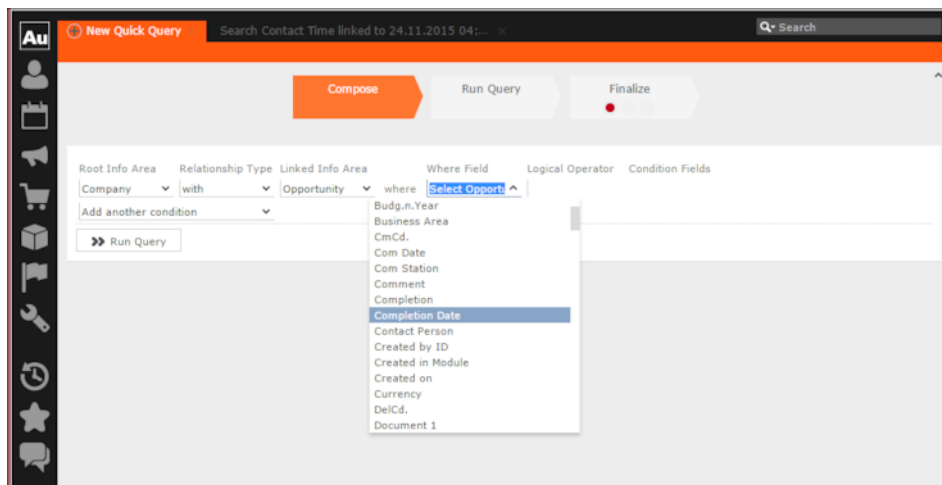 Au
New Quick Query
Search Contact Time linked to 24.11.2015 04:...
Search
Compose
Run Query
Finalize
Root Info Area Relationship Type Linked Info Area Where Field Logical Operator Condition Fields
Company with Opportunity where Select Opportu
Add another condition
Run Query
Budg.n.Year
Business Area
CmCd.
Com Date
Com Station
Comment
Completion
Completion Date
Contact Person
Created by ID
Created in Module
Created on
Currency
DelCd.
Document 1